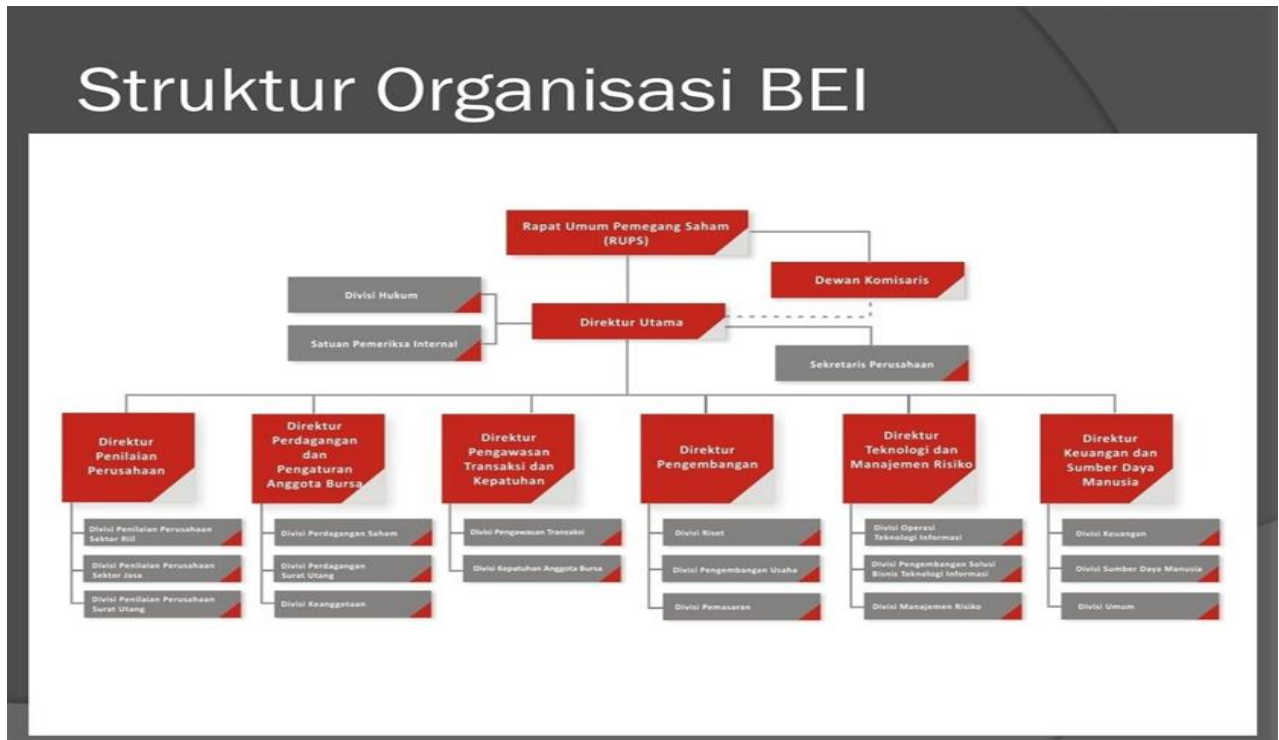 Struktur Organisasi BEI
Rapat Umum Pemegang Saham
(RUPS)
Dewan Komisaris
Divisi Hukum
Direktur Utama
Satuan Pemeriksa Internal
Sekretaris Perusahaan
Direktur
Penilaian
Perusahaan
Direktur
Perdagangan
dan
Pengaturan
Anggota Bursa
Direktur
Pengawasan
Transaksi dan
Kepatuhan
Direktur
Pengembangan
Direktur
Teknologi dan
Manajemen Risiko
Direktur
Keuangan dan
Sumber Daya
Manusia
Divisi Penilaian Perusahaan
Sektor Riil
Divisi Penilaian Perusahaan
Sektor Jasa
Divisi Penilaian Perusahaan
Surat Utang
Divisi Perdagangan Saham
Divisi Perdagangan
Surat Utang
Divisi Keanggotaan
Divisi Pengawasan Transaksi
Divisi Kepatuhan Anggota Bursa
Divisi Riset
Divisi Pengembangan Usaha
Divisi Pemasaran
Divisi Operasi
Teknologi Informasi
Divisi Pengembangan Solusi
Bisnis Teknologi Informasi
Divisi Manajemen Risiko
Divisi Keuangan
Divisi Sumber Daya Manusia
Divisi Umum